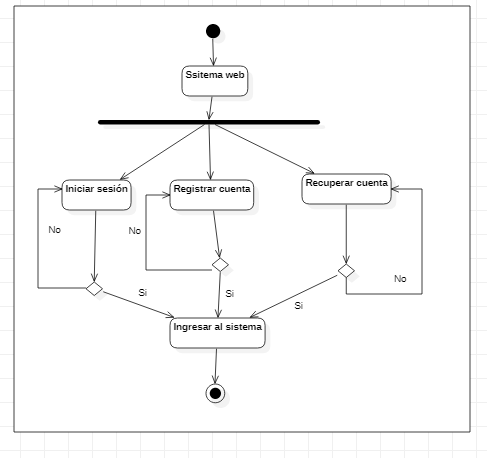 Ssitema web
Iniciar sesión
Registrar cuenta
Recuperar cuenta
No
No
No
Si
Si
Si
Ingresar al sistema